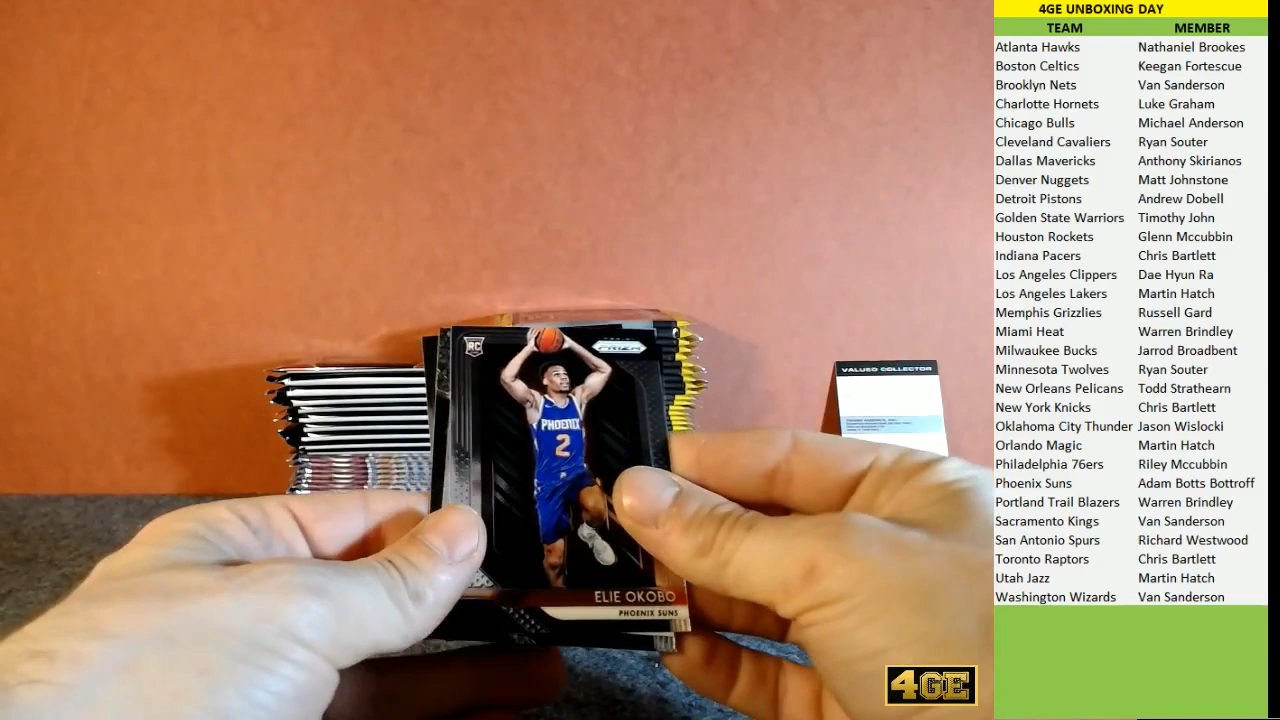 4GE UNBOXING DAY
TEAM MEMBER
Atlanta Hawks Nathaniel Brookes
Boston Celtics Keegan Fortescue
Brooklyn Nets Van Sanderson
Charlotte Hornets Luke Graham
Chicago Bulls Michael Anderson
Cleveland Cavaliers Ryan Souter
Dallas Mavericks Anthony Skirianos
Denver Nuggets Matt Johnstone
Detroit Pistons Andrew Dobell
Golden State Warriors Timothy John
Houston Rockets Glenn Mccubbin
Indiana Pacers Chris Bartlett
Los Angeles Clippers Dae Hyun Ra
Los Angeles Lakers Martin Hatch
Memphis Grizzlies Russell Gard
Miami Heat Warren Brindley
Milwaukee Bucks Jarrod Broadbent
Minnesota Twolves Ryan Souter
New Orleans Pelicans Todd Strathearn
New York Knicks Chris Bartlett
Oklahoma City Thunder Jason Wislocki
Orlando Magic Martin Hatch
Philadelphia 76ers Riley Mccubbin
Phoenix Suns Adam Botts Bottroff
Portland Trail Blazers Warren Brindley
Sacramento Kings Van Sanderson
San Antonio Spurs Richard Westwood
Toronto Raptors Chris Bartlett
Utah Jazz Martin Hatch
Washington Wizards Van Sanderson
RC
PRIZM
PHOENIX
2
ELIE OKOBO
PHOENIX SUNS
VALUED COLLECTOR
4GE